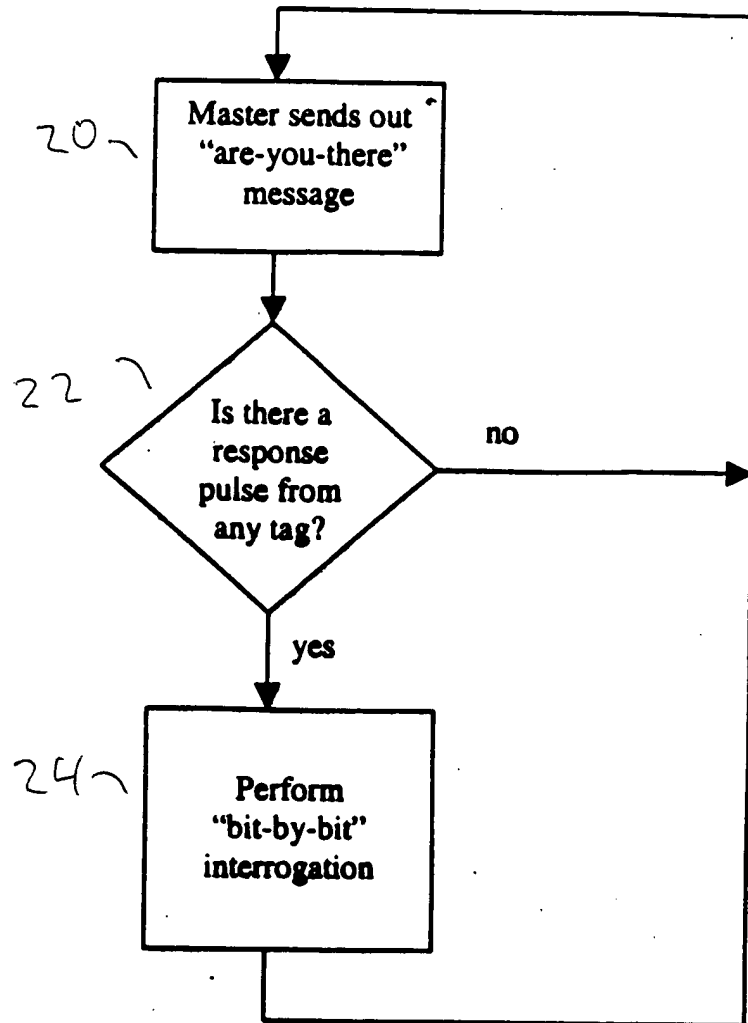 20
Master sends out
“are-you-there”
message
22
Is there a
response
pulse from
any tag?
no
yes
24
Perform
“bit-by-bit”
interrogation